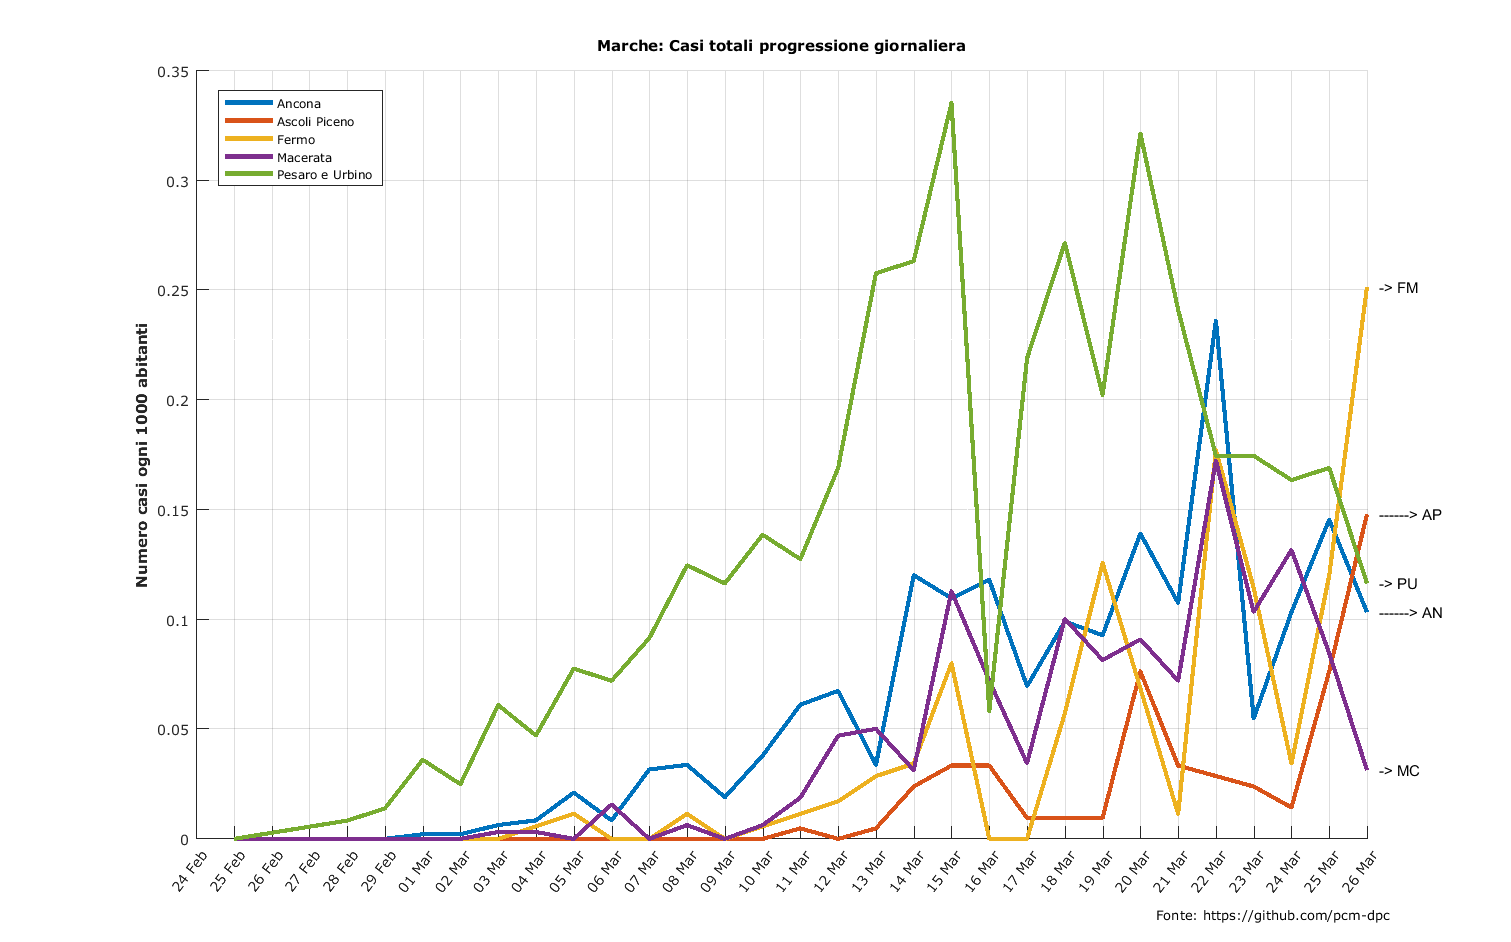 Marche: Casi totali progressione giornaliera
0.35
0.3
0.25
0.2
0.15
0.1
0.05
0
Numero casi ogni 1000 abitanti
Ancona
Ascoli Piceno
Fermo
Macerata
Pesaro e Urbino
-> FM
------> AP
-> PU
------> AN
-> MC
24 Feb
25 Feb
26 Feb
27 Feb
28 Feb
29 Feb
01 Mar
02 Mar
03 Mar
04 Mar
05 Mar
06 Mar
07 Mar
08 Mar
09 Mar
10 Mar
11 Mar
12 Mar
13 Mar
14 Mar
15 Mar
16 Mar
17 Mar
18 Mar
19 Mar
20 Mar
21 Mar
22 Mar
23 Mar
24 Mar
25 Mar
26 Mar
Fonte: https://github.com/pcm-dpc